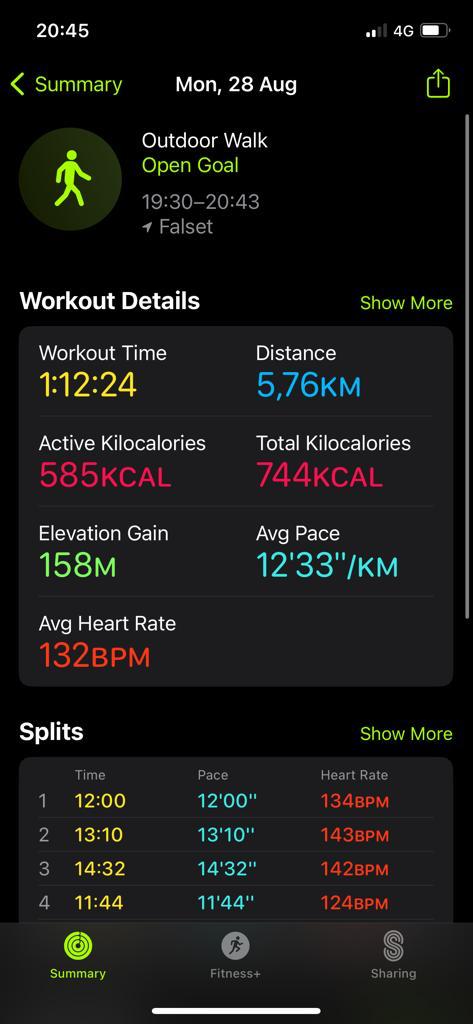 20:45 4G
Summary Mon, 28 Aug
Outdoor Walk
Open Goal
19:30–20:43
Falset
Workout Details Show More
Workout Time Distance
1:12:24 5,76KM
Active Kilocalories Total Kilocalories
585KCAL 744KCAL
Elevation Gain Avg Pace
158M 12'33"/KM
Avg Heart Rate
132BPM
Splits Show More
Time Pace Heart Rate
1 12:00 12'00'' 134BPM
2 13:10 13'10'' 143BPM
3 14:32 14'32'' 142BPM
4 11:44 11'44'' 124BPM
Summary Fitness+ Sharing